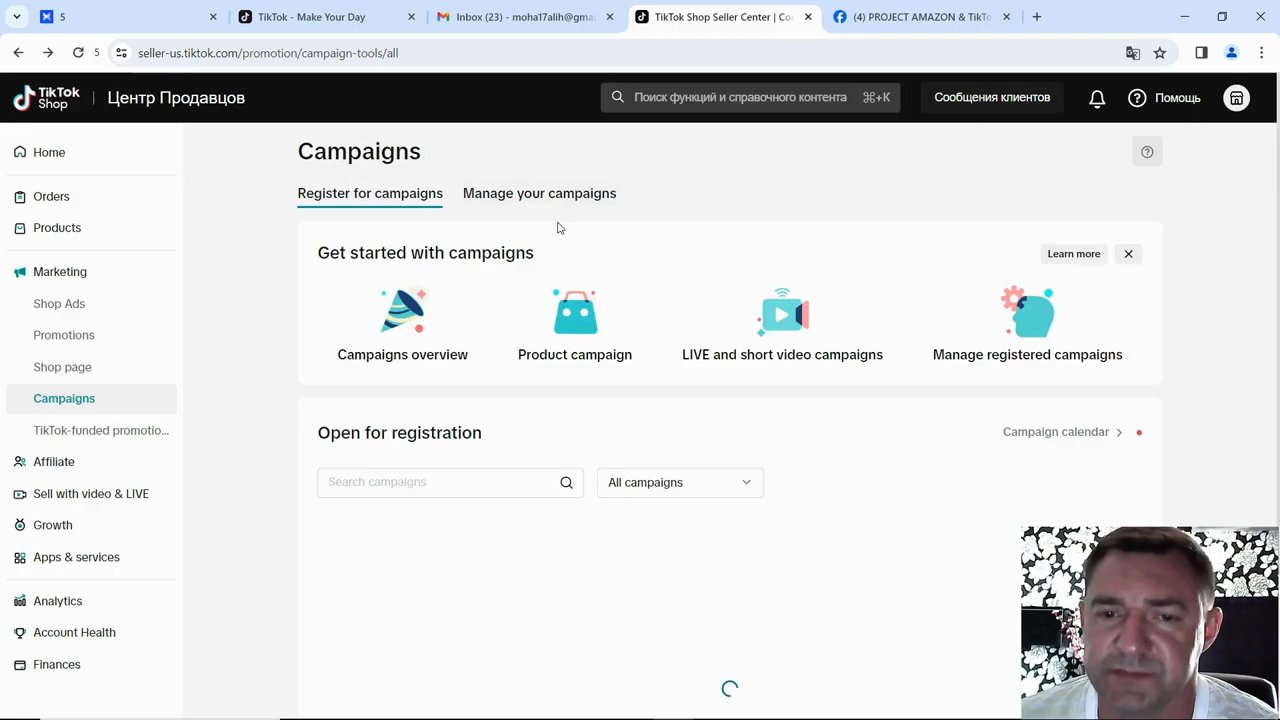 5
TikTok - Make Your Day
Inbox (23) - moha17alih@gma
TikTok Shop Seller Center | Co
(4) PROJECT AMAZON & TikTo
5
seller-us.tiktok.com/promotion/campaign-tools/all
TikTok Shop
Центр Продавцов
Поиск функций и справочного контента ⌘+K
Сообщения клиентов
Помощь
Home
Orders
Products
Marketing
Shop Ads
Promotions
Shop page
Campaigns
TikTok-funded promotio...
Affiliate
Sell with video & LIVE
Growth
Apps & services
Analytics
Account Health
Finances
Campaigns
Register for campaigns
Manage your campaigns
Get started with campaigns
Learn more
Campaigns overview
Product campaign
LIVE and short video campaigns
Manage registered campaigns
Open for registration
Campaign calendar
Search campaigns
All campaigns